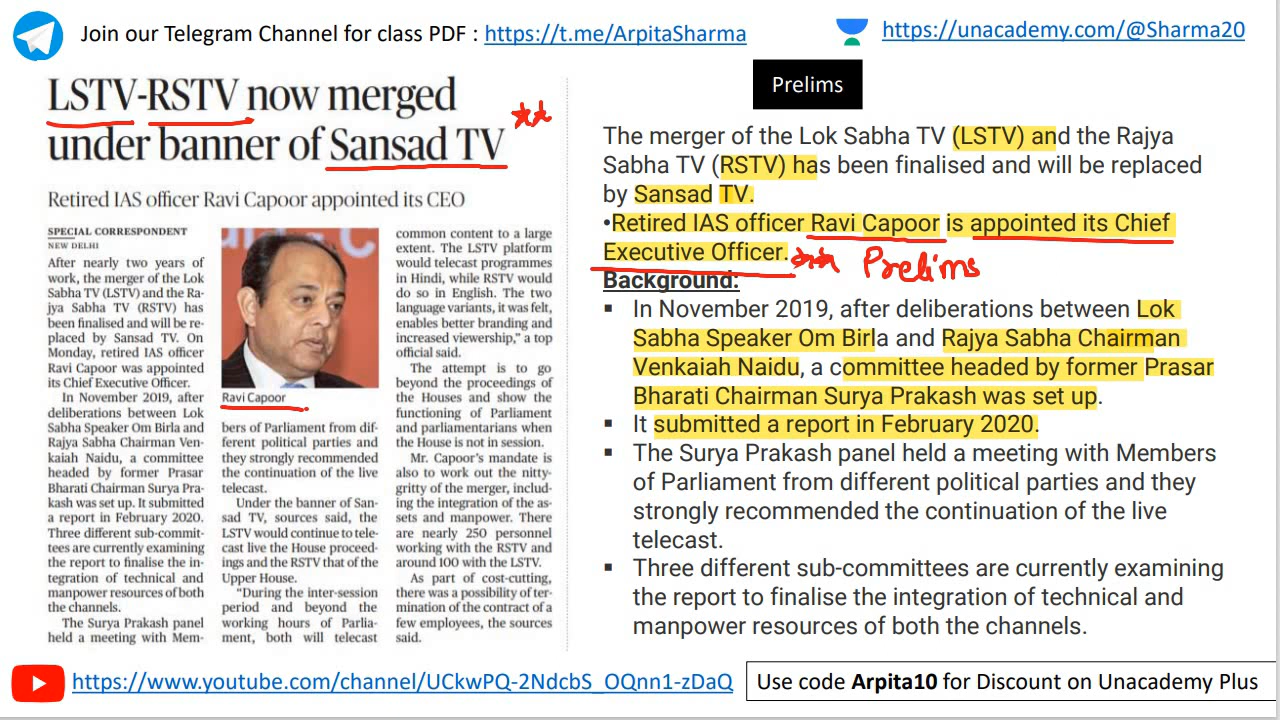 Join our Telegram Channel for class PDF : https://t.me/ArpitaSharma
https://unacademy.com/@Sharma20
LSTV-RSTV now merged
under banner of Sansad TV
Retired IAS officer Ravi Capoor appointed its CEO
SPECIAL CORRESPONDENT
NEW DELHI
After nearly two years of
work, the merger of the Lok
Sabha TV (LSTV) and the Ra-
jya Sabha TV (RSTV) has
been finalised and will be re-
placed by Sansad TV. On
Monday, retired IAS officer
Ravi Capoor was appointed
its Chief Executive Officer.
In November 2019, after
deliberations between Lok
Sabha Speaker Om Birla and
Rajya Sabha Chairman Ven-
kaiah Naidu, a committee
headed by former Prasar
Bharati Chairman Surya Pra-
kash was set up. It submitted
a report in February 2020.
Three different sub-commit-
tees are currently examining
the report to finalise the in-
tegration of technical and
manpower resources of both
the channels.
The Surya Prakash panel
held a meeting with Mem-
Ravi Capoor
bers of Parliament from dif-
ferent political parties and
they strongly recommended
the continuation of the live
telecast.
Under the banner of San-
sad TV, sources said, the
LSTV would continue to tele-
cast live the House proceed-
ings and the RSTV that of the
Upper House.
“During the inter-session
period and beyond the
working hours of Parlia-
ment, both will telecast
common content to a large
extent. The LSTV platform
would telecast programmes
in Hindi, while RSTV would
do so in English. The two
language variants, it was felt,
enables better branding and
increased viewership,” a top
official said.
The attempt is to go
beyond the proceedings of
the Houses and show the
functioning of Parliament
and parliamentarians when
the House is not in session.
Mr. Capoor's mandate is
also to work out the nitty-
gritty of the merger, includ-
ing the integration of the as-
sets and manpower. There
are nearly 250 personnel
working with the RSTV and
around 100 with the LSTV.
As part of cost-cutting,
there was a possibility of ter-
mination of the contract of a
few employees, the sources
said.
Prelims
The merger of the Lok Sabha TV (LSTV) and the Rajya
Sabha TV (RSTV) has been finalised and will be replaced
by Sansad TV.
•Retired IAS officer Ravi Capoor is appointed its Chief
Executive Officer.
Prelims
Background:
▪ In November 2019, after deliberations between Lok
Sabha Speaker Om Birla and Rajya Sabha Chairman
Venkaiah Naidu, a committee headed by former Prasar
Bharati Chairman Surya Prakash was set up.
▪ It submitted a report in February 2020.
▪ The Surya Prakash panel held a meeting with Members
of Parliament from different political parties and they
strongly recommended the continuation of the live
telecast.
▪ Three different sub-committees are currently examining
the report to finalise the integration of technical and
manpower resources of both the channels.
https://www.youtube.com/channel/UCkwPQ-2NdcbS_OQnn1-zDaQ
Use code Arpita10 for Discount on Unacademy Plus